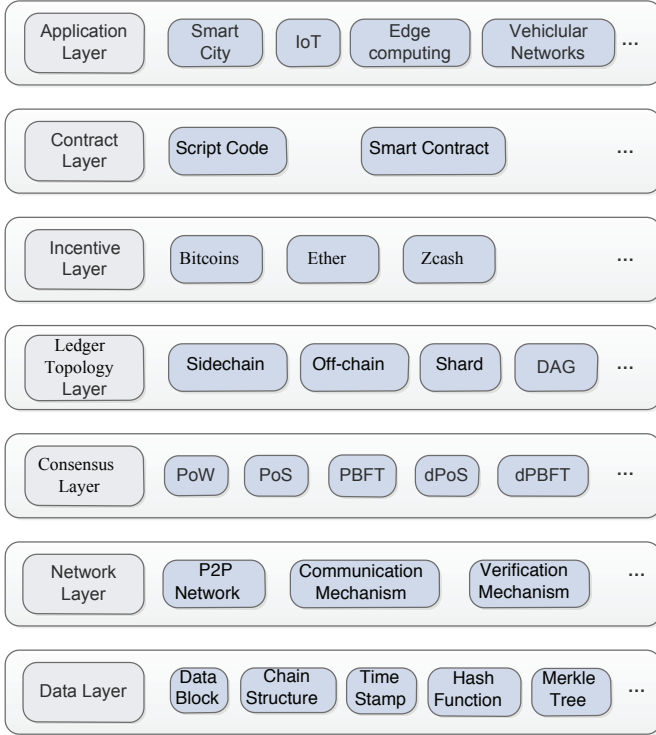 Application
Layer
Smart
City
IoT
Edge
computing
Vehiclular
Networks
...
Contract
Layer
Script Code
Smart Contract
...
Incentive
Layer
Bitcoins
Ether
Zcash
...
Ledger
Topology
Layer
Sidechain
Off-chain
Shard
DAG
...
Consensus
Layer
PoW
PoS
PBFT
dPoS
dPBFT
...
Network
Layer
P2P
Network
Communication
Mechanism
Verification
Mechanism
...
Data Layer
Data
Block
Chain
Structure
Time
Stamp
Hash
Function
Merkle
Tree
...